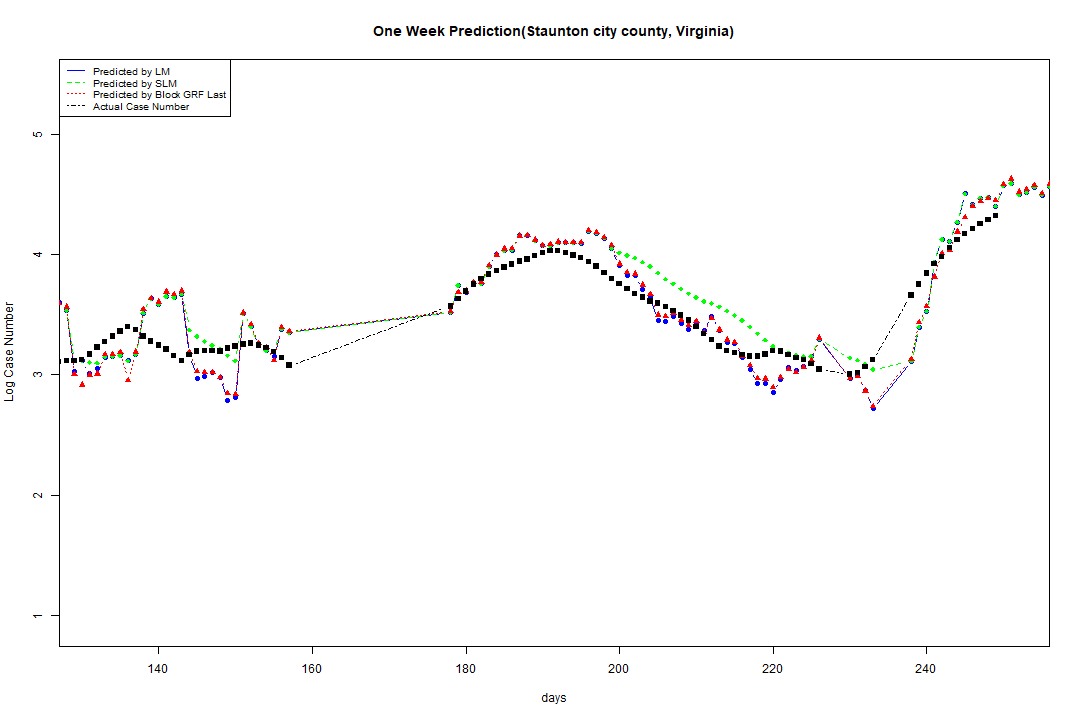 One Week Prediction(Staunton city county, Virginia)
Predicted by LM
Predicted by SLM
Predicted by Block GRF Last
Actual Case Number
5
4
3
2
1
Log Case Number
140 160 180 200 220 240
days